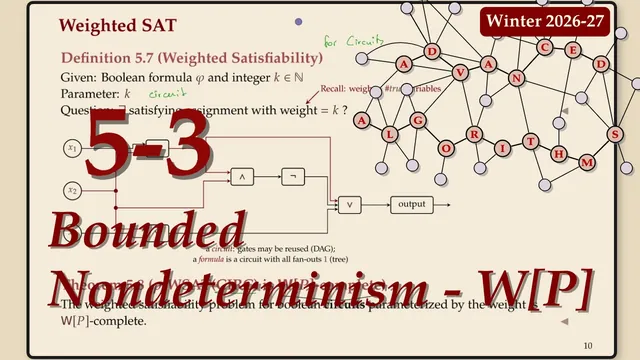 Weighted SAT
Winter 2026-27
for Circuits
Definition 5.7 (Weighted Satisfiability)
Given: Boolean formula φ and integer k ∈ ℕ
Parameter: k circuit
Recall: weight #true variables
Question: ∃ satisfying assignment with weight = k ?
5-3
D
A
V
A
N
C
E
D
A
L
G
O
R
I
T
H
M
S
x₁
x₂
∧
¬
∨
output
a circuit: gates may be reused (DAG);
a formula is a circuit with all fan-outs 1 (tree)
Bounded
Nondeterminism - W[P]
The weighted satisfiability problem for boolean circuits parameterized by the weight is
W[P]-complete.
10